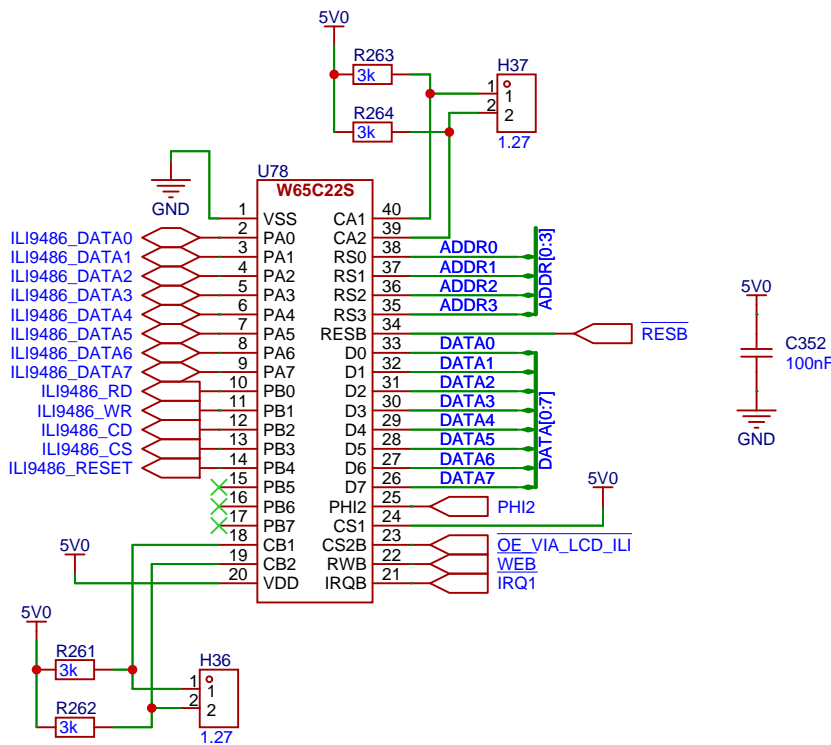 5V0
R263
3k
R264
3k
H37
1 1
2 2
1.27
GND
U78
W65C22S
1 VSS CA1 40
ILI9486_DATA0 2 PA0 CA2 39
ILI9486_DATA1 3 PA1 RS0 38 ADDR0
ILI9486_DATA2 4 PA2 RS1 37 ADDR1
ILI9486_DATA3 5 PA3 RS2 36 ADDR2
ILI9486_DATA4 6 PA4 RS3 35 ADDR3
ADDR[0:3]
ILI9486_DATA5 7 PA5 RESB 34 RESB
ILI9486_DATA6 8 PA6 D0 33 DATA0
ILI9486_DATA7 9 PA7 D1 32 DATA1
ILI9486_RD 10 PB0 D2 31 DATA2
ILI9486_WR 11 PB1 D3 30 DATA3
ILI9486_CD 12 PB2 D4 29 DATA4
ILI9486_CS 13 PB3 D5 28 DATA5
ILI9486_RESET 14 PB4 D6 27 DATA6
15 PB5 D7 26 DATA7
DATA[0:7]
16 PB6 PHI2 25 PHI2
17 PB7 CS1 24 5V0
18 CB1 CS2B 23 OE_VIA_LCD_ILI
19 CB2 RWB 22 WEB
5V0 20 VDD IRQB 21 IRQ1
5V0
C352
100nF
GND
5V0
R261
3k
R262
3k
H36
1 1
2 2
1.27